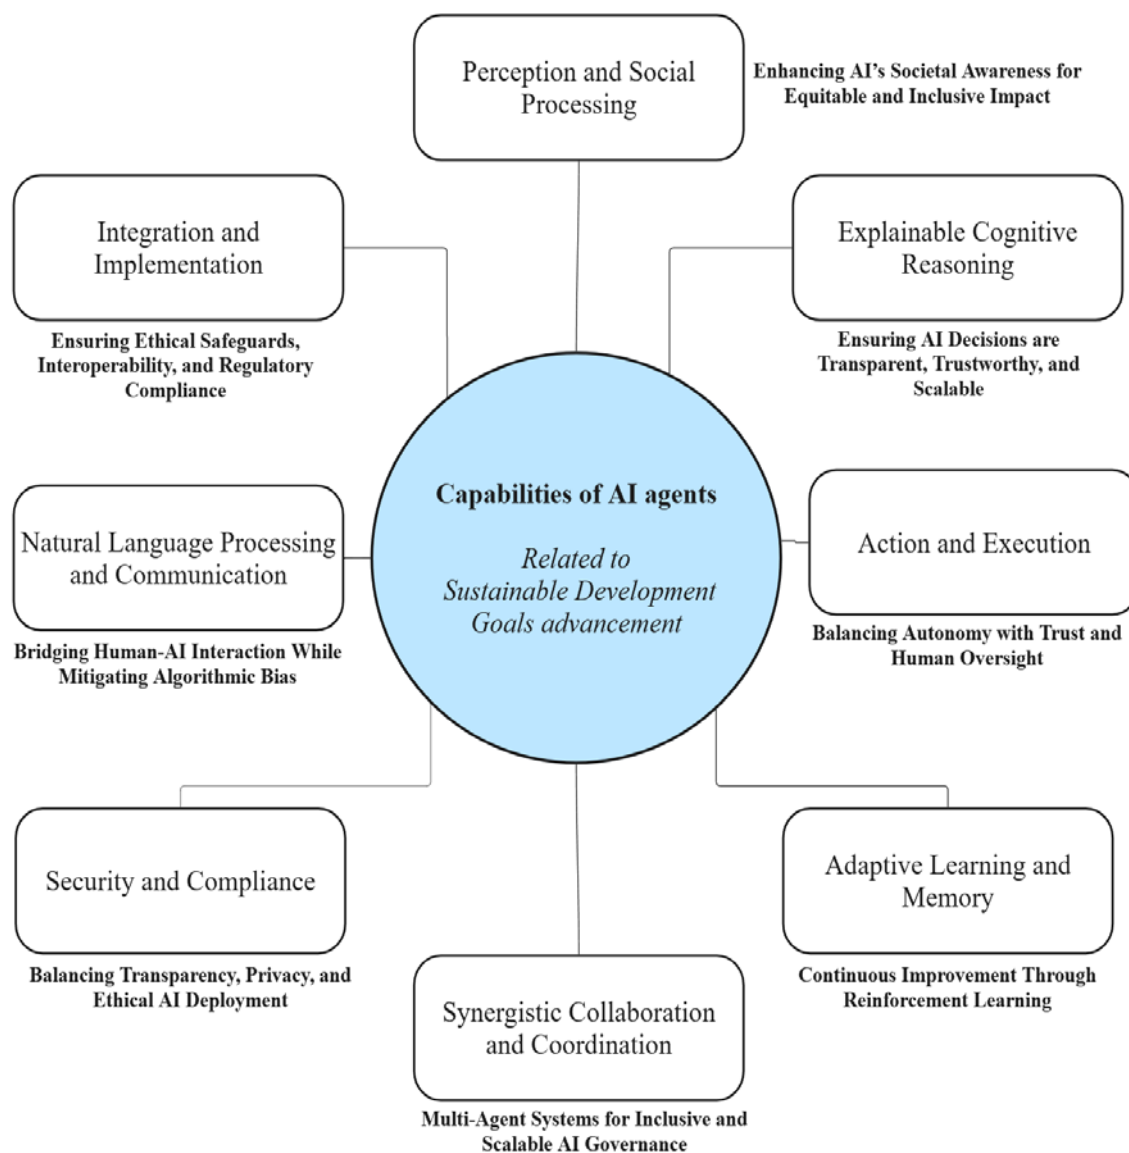 Perception and Social
Processing
Enhancing AI's Societal Awareness for
Equitable and Inclusive Impact
Integration and
Implementation
Ensuring Ethical Safeguards,
Interoperability, and Regulatory
Compliance
Explainable Cognitive
Reasoning
Ensuring AI Decisions are
Transparent, Trustworthy, and
Scalable
Capabilities of AI agents
Related to
Sustainable Development
Goals advancement
Natural Language Processing
and Communication
Bridging Human-AI Interaction While
Mitigating Algorithmic Bias
Action and Execution
Balancing Autonomy with Trust and
Human Oversight
Security and Compliance
Balancing Transparency, Privacy, and
Ethical AI Deployment
Adaptive Learning and
Memory
Continuous Improvement Through
Reinforcement Learning
Synergistic Collaboration
and Coordination
Multi-Agent Systems for Inclusive and
Scalable AI Governance